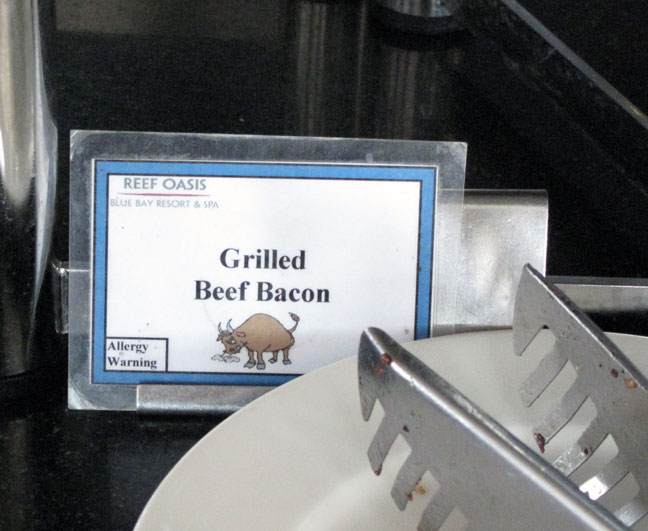 REEF OASIS
BLUE BAY RESORT & SPA
Grilled
Beef Bacon
Allergy
Warning